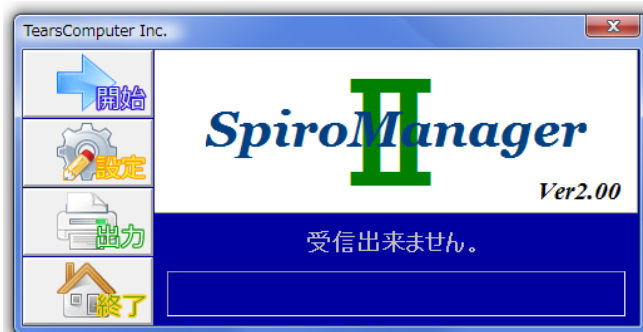 TearsComputer Inc.
開始
設定
出力
終了
II
SpiroManager
Ver2.00
受信出来ません。